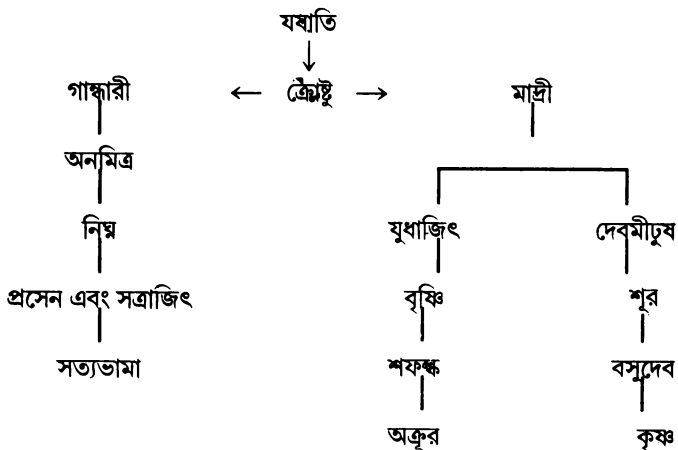 যযাতি
গান্ধারী ← ক্রোষ্টু → মাদ্রী
অনমিত্র
নিঘ্ন যুধাজিৎ দেবমীঢুষ
প্রসেন এবং সত্রাজিৎ বৃষ্ণি শূর
সত্যভামা শফল্ক বসুদেব
অক্রূর কৃষ্ণ